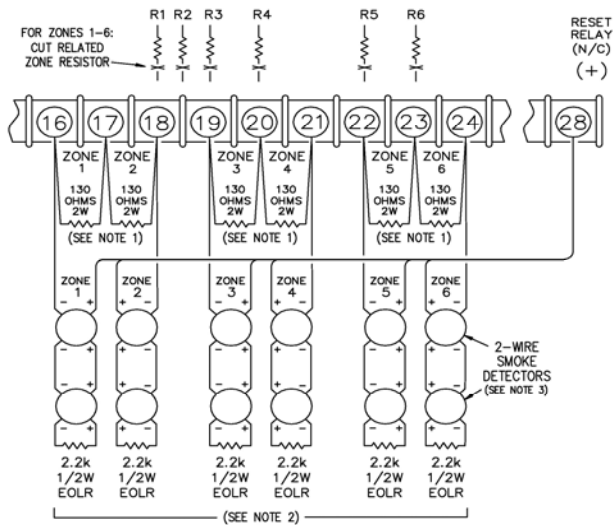 R1 R2 R3 R4 R5 R6
FOR ZONES 1–6:
CUT RELATED
ZONE RESISTOR
RESET
RELAY
(N/C)
(+)
16 17 18 19 20 21 22 23 24 28
ZONE ZONE ZONE ZONE ZONE ZONE
1 2 3 4 5 6
130 130 130 130 130 130
OHMS OHMS OHMS OHMS OHMS OHMS
2W 2W 2W 2W 2W 2W
(SEE NOTE 1) (SEE NOTE 1) (SEE NOTE 1)
ZONE ZONE ZONE ZONE ZONE ZONE
1 2 3 4 5 6
– + + – – + + – – + + –
– + + – – + + – – + + –
2–WIRE
SMOKE
DETECTORS
(SEE NOTE 3)
– + + – – + + – – + + –
– + + – – + + – – + + –
2.2k 2.2k 2.2k 2.2k 2.2k 2.2k
1/2W 1/2W 1/2W 1/2W 1/2W 1/2W
EOLR EOLR EOLR EOLR EOLR EOLR
(SEE NOTE 2)